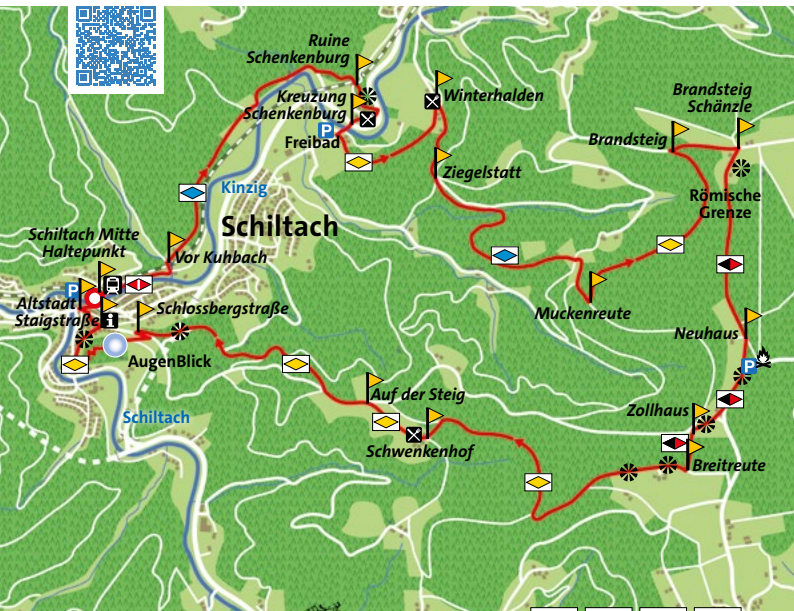 Ruine
Schenkenburg
Kreuzung
Schenkenburg
Winterhalden
Brandsteig
Schänzle
Brandsteig
P
Freibad
Ziegelstatt
Kinzig
Römische
Grenze
Schiltach
Schiltach Mitte
Haltepunkt
Vor Kuhbach
Muckenreute
P
Altstadt
Staigstraße
i
Schlossbergstraße
Neuhaus
AugenBlick
P
Auf der Steig
Zollhaus
Schiltach
Schwenkenhof
Breitreute